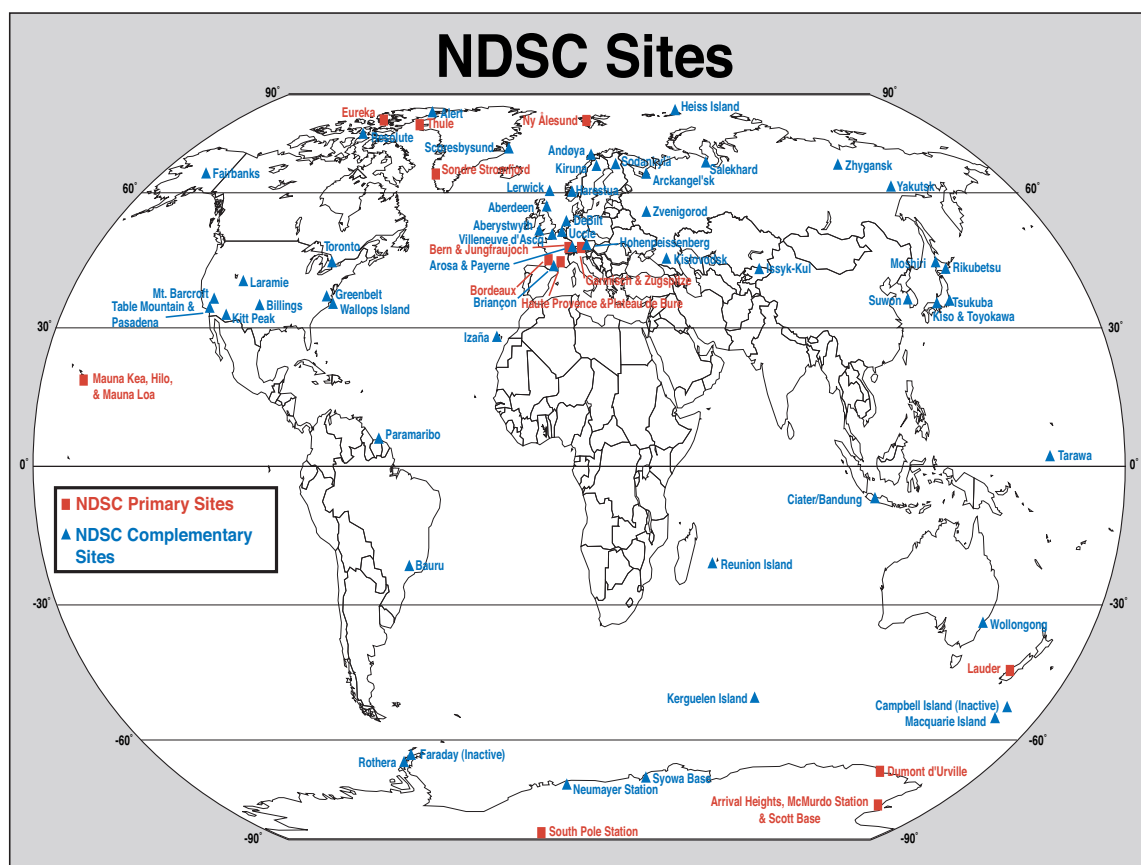 NDSC Sites
90°
90°
Heiss Island
Eureka
Alert
Thule
Ny Ålesund
Resolute
Scoresbysund
Andøya
Kiruna
Sodankyla
Salekhard
Zhygansk
Fairbanks
Sondre Stromfjord
Arckangel'sk
Yakutsk
60°
60°
Lerwick
Harestua
Aberdeen
Zvenigorod
DeBilt
Aberystwyth
Uccle
Villeneuve d'Ascq
Hohenpeissenberg
Toronto
Bern & Jungfraujoch
Kislovodsk
Issyk-Kul
Moshiri
Rikubetsu
Arosa & Payerne
Garmisch & Zugspitze
Laramie
Bordeaux
Mt. Barcroft
Greenbelt
Briançon
Haute Provence &Plateau de Bure
Suwon
Tsukuba
Table Mountain &
Pasadena
Billings
Wallops Island
Kitt Peak
Kiso & Toyokawa
30°
30°
Izaña
Mauna Kea, Hilo,
& Mauna Loa
Paramaribo
Tarawa
0°
0°
NDSC Primary Sites
NDSC Complementary
Sites
Ciater/Bandung
Bauru
Reunion Island
-30°
-30°
Wollongong
Lauder
Kerguelen Island
Campbell Island (Inactive)
Macquarie Island
-60°
-60°
Faraday (Inactive)
Rothera
Dumont d'Urville
Syowa Base
Neumayer Station
Arrival Heights, McMurdo Station
& Scott Base
South Pole Station
-90°
-90°